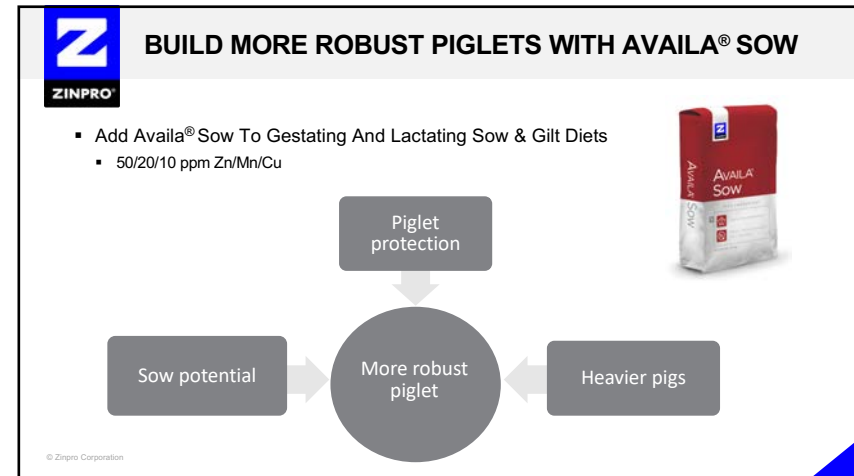 Z
BUILD MORE ROBUST PIGLETS WITH AVAILA® SOW
ZINPRO®
▪ Add Availa® Sow To Gestating And Lactating Sow & Gilt Diets
▪ 50/20/10 ppm Zn/Mn/Cu
Z
AVAILA®
SOW
AVAILA® SOW
Piglet
protection
Sow potential
More robust
piglet
Heavier pigs
© Zinpro Corporation